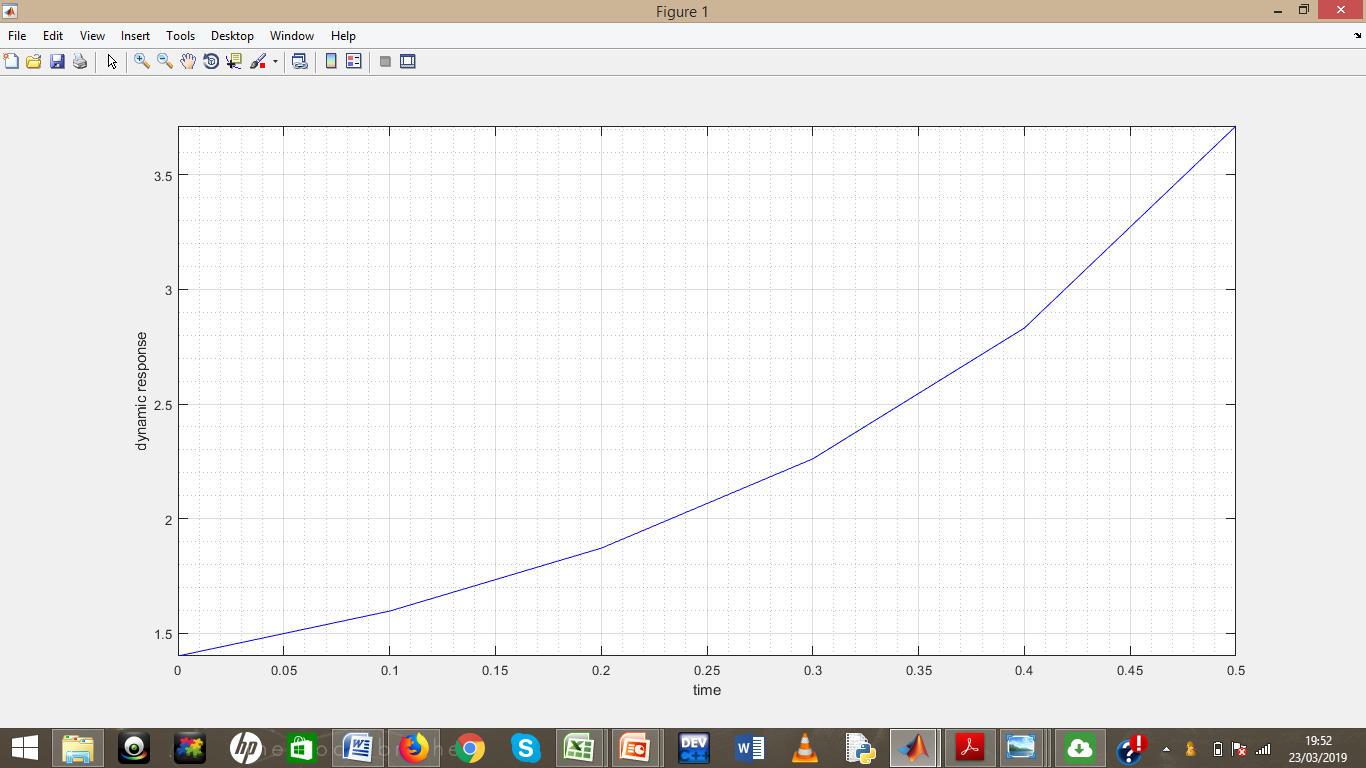 Figure 1
File Edit View Insert Tools Desktop Window Help
3.5
3
2.5
2
1.5
dynamic response
0 0.05 0.1 0.15 0.2 0.25 0.3 0.35 0.4 0.45 0.5
time
hp
DEV
C++
19:52
23/03/2019